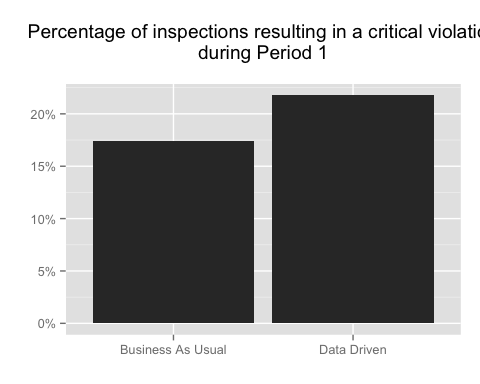 Percentage of inspections resulting in a critical violatio
during Period 1
20%
15%
10%
5%
0%
Business As Usual
Data Driven